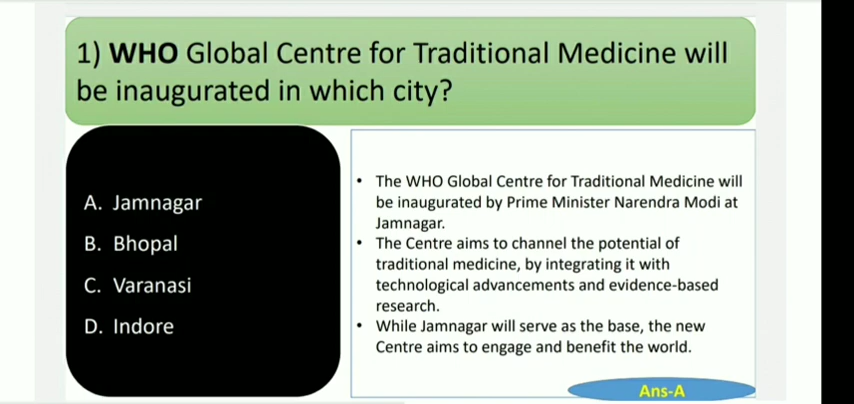 1) WHO Global Centre for Traditional Medicine will
be inaugurated in which city?
A. Jamnagar
B. Bhopal
C. Varanasi
D. Indore
• The WHO Global Centre for Traditional Medicine will
be inaugurated by Prime Minister Narendra Modi at
Jamnagar.
• The Centre aims to channel the potential of
traditional medicine, by integrating it with
technological advancements and evidence-based
research.
• While Jamnagar will serve as the base, the new
Centre aims to engage and benefit the world.
Ans-A